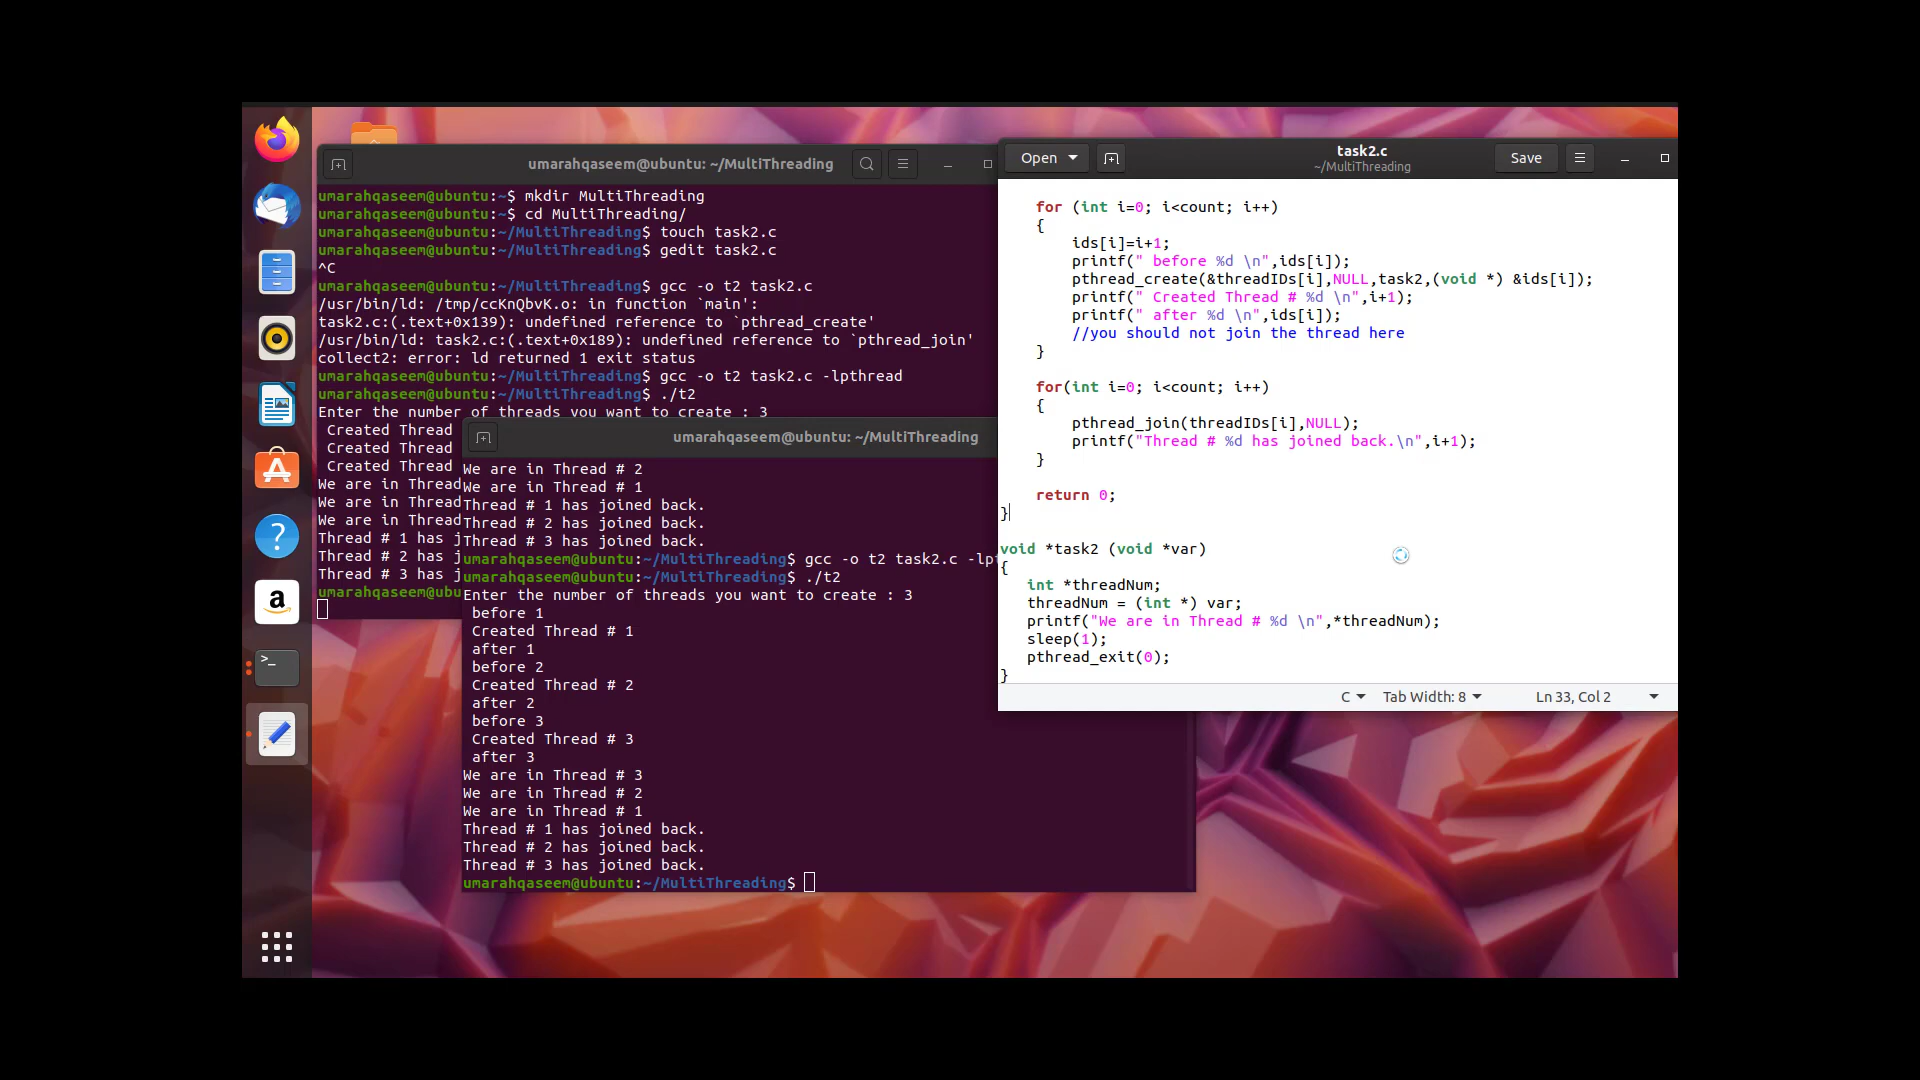 umarahqaseem@ubuntu: ~/MultiThreading
umarahqaseem@ubuntu:~$ mkdir MultiThreading
umarahqaseem@ubuntu:~$ cd MultiThreading/
umarahqaseem@ubuntu:~/MultiThreading$ touch task2.c
umarahqaseem@ubuntu:~/MultiThreading$ gedit task2.c
^C
umarahqaseem@ubuntu:~/MultiThreading$ gcc -o t2 task2.c
/usr/bin/ld: /tmp/ccKnQbvK.o: in function `main':
task2.c:(.text+0x139): undefined reference to `pthread_create'
/usr/bin/ld: task2.c:(.text+0x189): undefined reference to `pthread_join'
collect2: error: ld returned 1 exit status
umarahqaseem@ubuntu:~/MultiThreading$ gcc -o t2 task2.c -lpthread
umarahqaseem@ubuntu:~/MultiThreading$ ./t2
Enter the number of threads you want to create : 3
Created Thread
Created Thread
Created Thread
We are in Thread
We are in Thread
We are in Thread
Thread # 1 has j
Thread # 2 has j
Thread # 3 has j
umarahqaseem@ubu
umarahqaseem@ubuntu: ~/MultiThreading
We are in Thread # 2
We are in Thread # 1
Thread # 1 has joined back.
Thread # 2 has joined back.
Thread # 3 has joined back.
umarahqaseem@ubuntu:~/MultiThreading$ gcc -o t2 task2.c -lpt
umarahqaseem@ubuntu:~/MultiThreading$ ./t2
Enter the number of threads you want to create : 3
before 1
Created Thread # 1
after 1
before 2
Created Thread # 2
after 2
before 3
Created Thread # 3
after 3
We are in Thread # 3
We are in Thread # 2
We are in Thread # 1
Thread # 1 has joined back.
Thread # 2 has joined back.
Thread # 3 has joined back.
umarahqaseem@ubuntu:~/MultiThreading$
Open
task2.c
~/MultiThreading
Save
for (int i=0; i<count; i++)
{
ids[i]=i+1;
printf(" before %d \n",ids[i]);
pthread_create(&threadIDs[i],NULL,task2,(void *) &ids[i]);
printf(" Created Thread # %d \n",i+1);
printf(" after %d \n",ids[i]);
//you should not join the thread here
}
for(int i=0; i<count; i++)
{
pthread_join(threadIDs[i],NULL);
printf("Thread # %d has joined back.\n",i+1);
}
return 0;
}
void *task2 (void *var)
{
int *threadNum;
threadNum = (int *) var;
printf("We are in Thread # %d \n",*threadNum);
sleep(1);
pthread_exit(0);
}
C
Tab Width: 8
Ln 33, Col 2